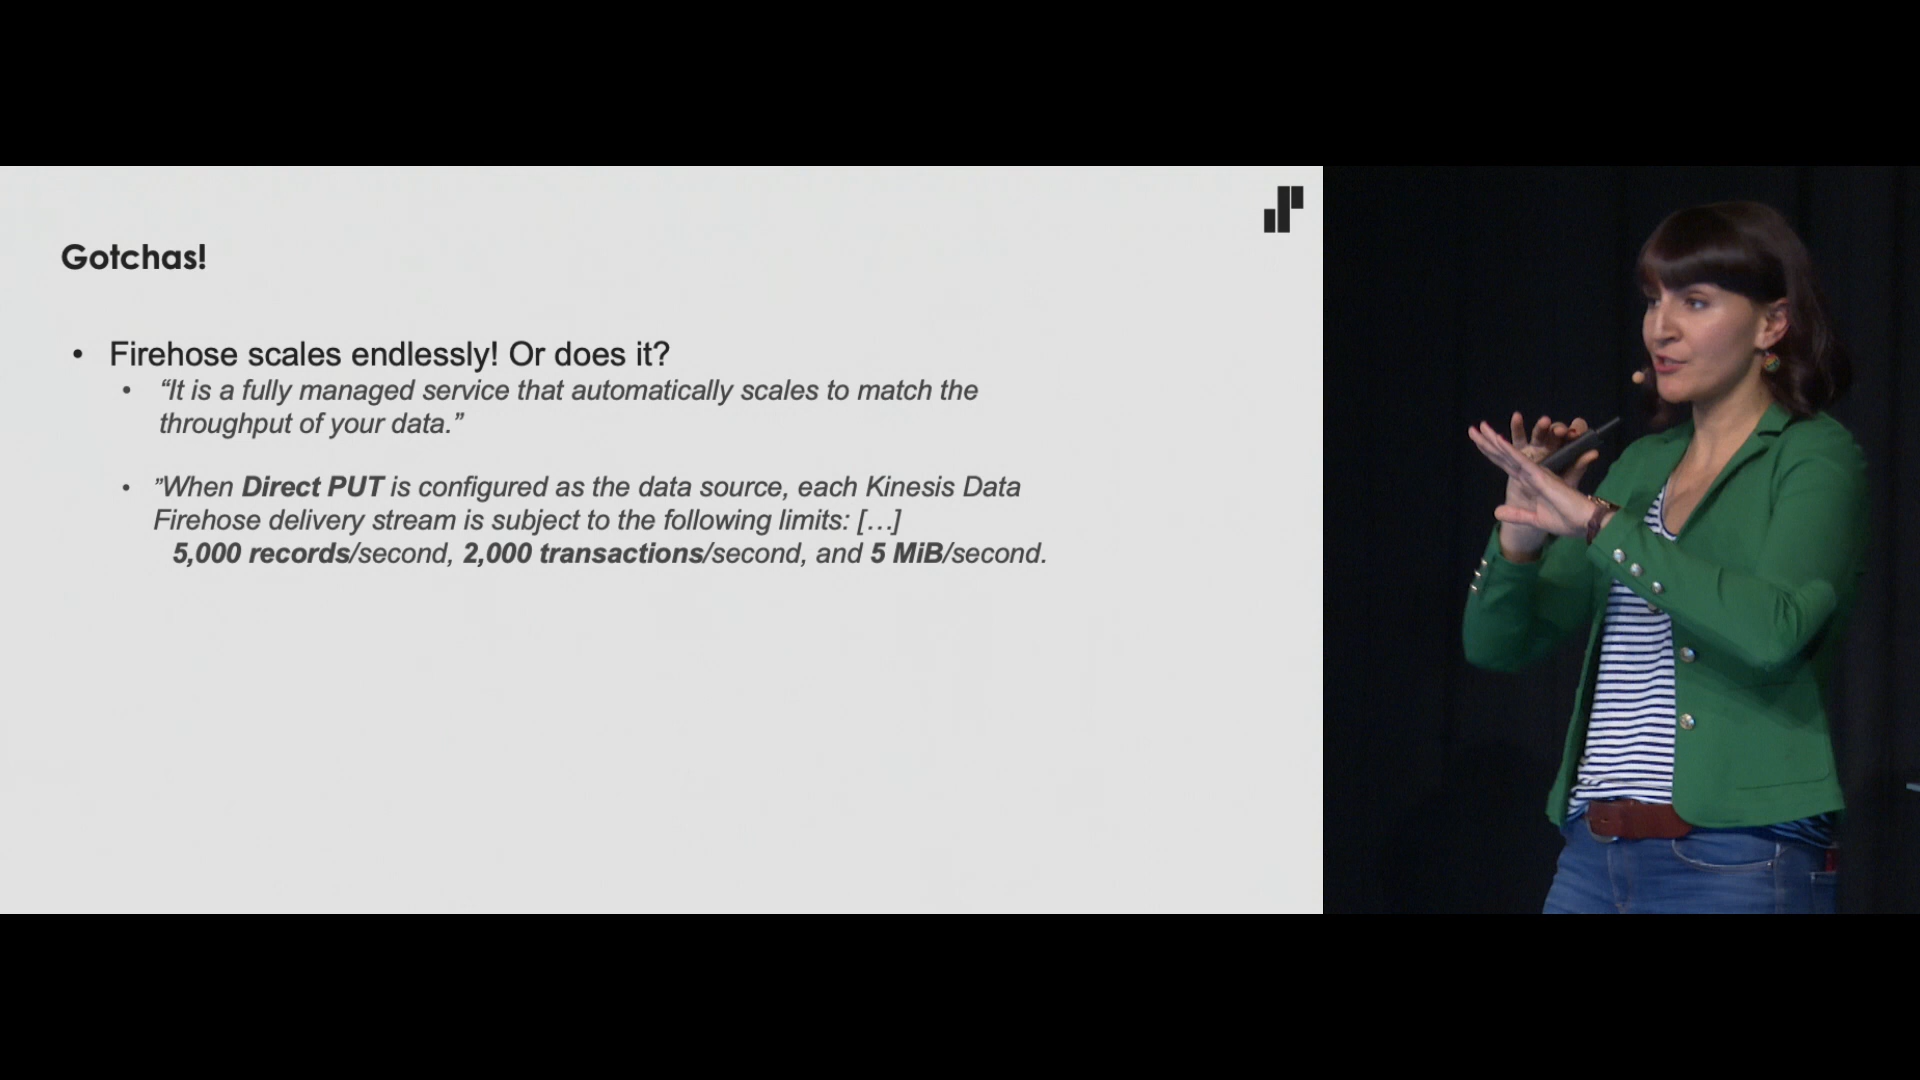 Gotchas!
• Firehose scales endlessly! Or does it?
• “It is a fully managed service that automatically scales to match the
throughput of your data.”
• ”When Direct PUT is configured as the data source, each Kinesis Data
Firehose delivery stream is subject to the following limits: […]
5,000 records/second, 2,000 transactions/second, and 5 MiB/second.